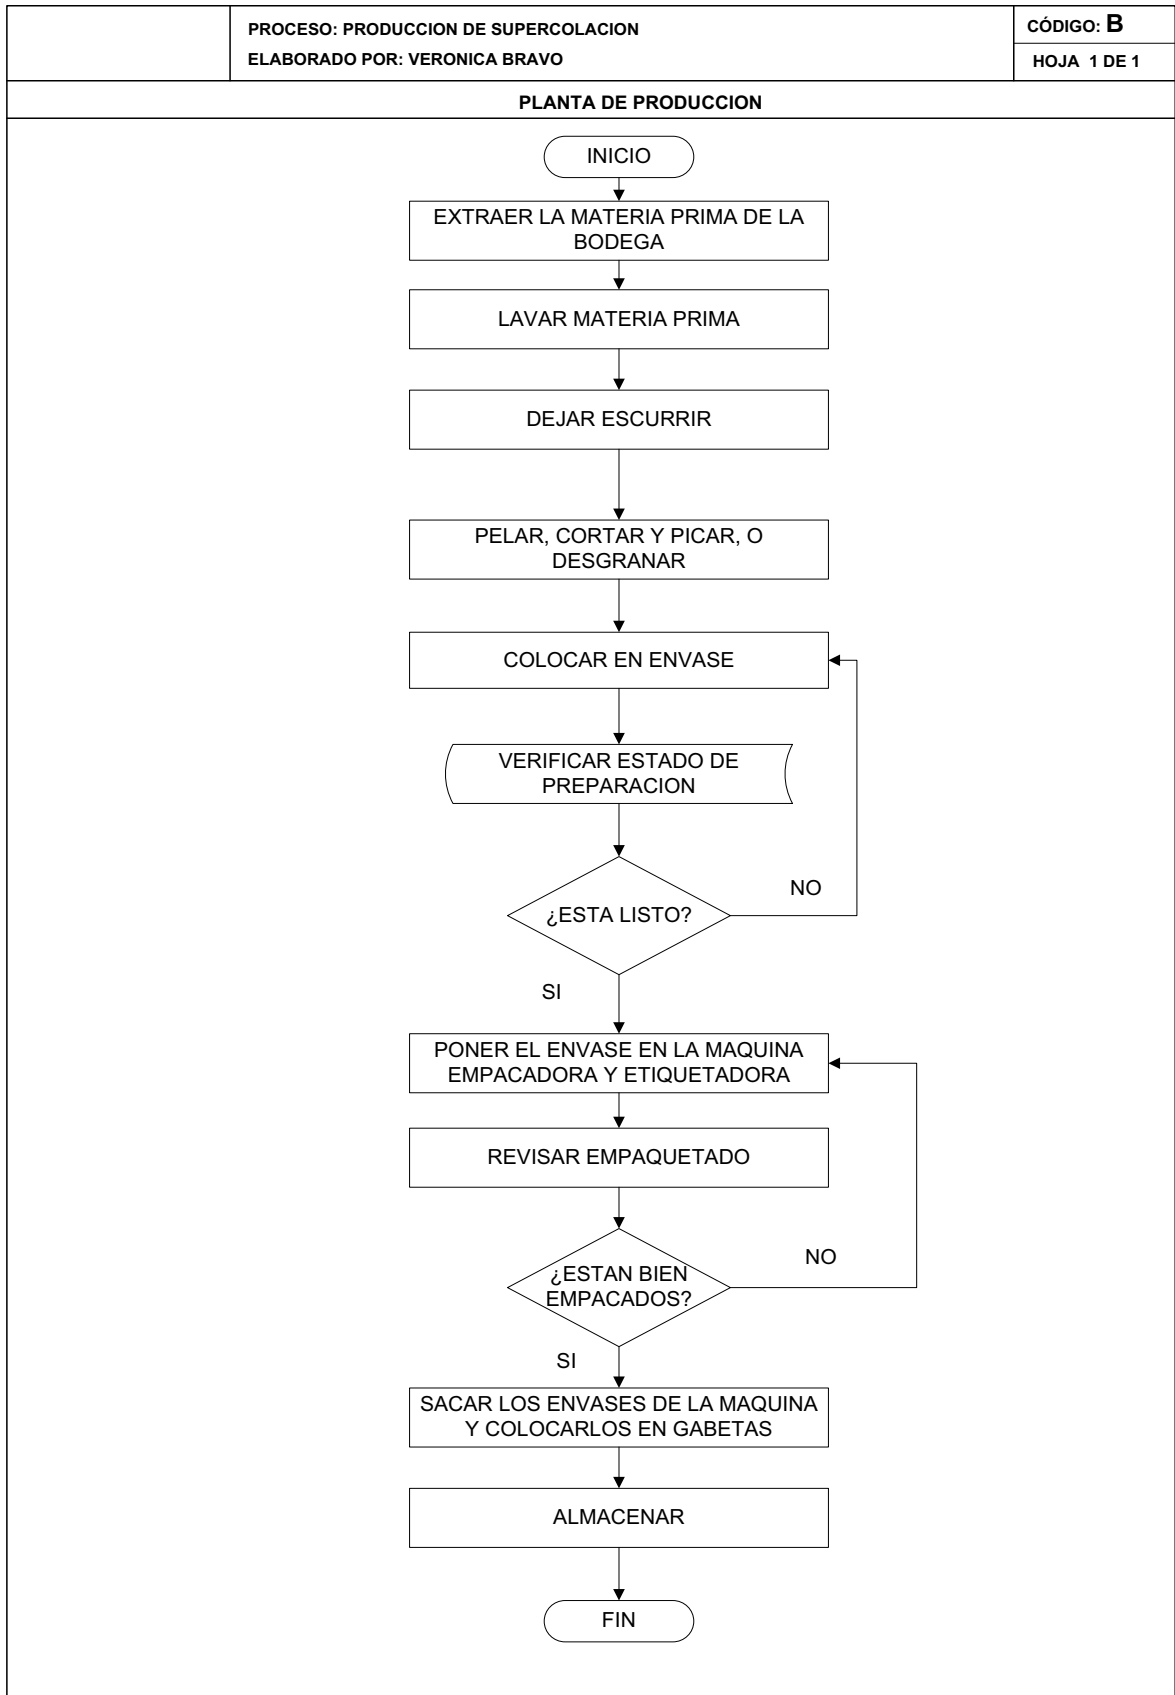 PROCESO: PRODUCCION DE SUPERCOLACION
ELABORADO POR: VERONICA BRAVO
CÓDIGO: B
HOJA 1 DE 1
PLANTA DE PRODUCCION
INICIO
EXTRAER LA MATERIA PRIMA DE LA
BODEGA
LAVAR MATERIA PRIMA
DEJAR ESCURRIR
PELAR, CORTAR Y PICAR, O
DESGRANAR
COLOCAR EN ENVASE
VERIFICAR ESTADO DE
PREPARACION
NO
¿ESTA LISTO?
SI
PONER EL ENVASE EN LA MAQUINA
EMPACADORA Y ETIQUETADORA
REVISAR EMPAQUETADO
NO
¿ESTAN BIEN
EMPACADOS?
SI
SACAR LOS ENVASES DE LA MAQUINA
Y COLOCARLOS EN GABETAS
ALMACENAR
FIN